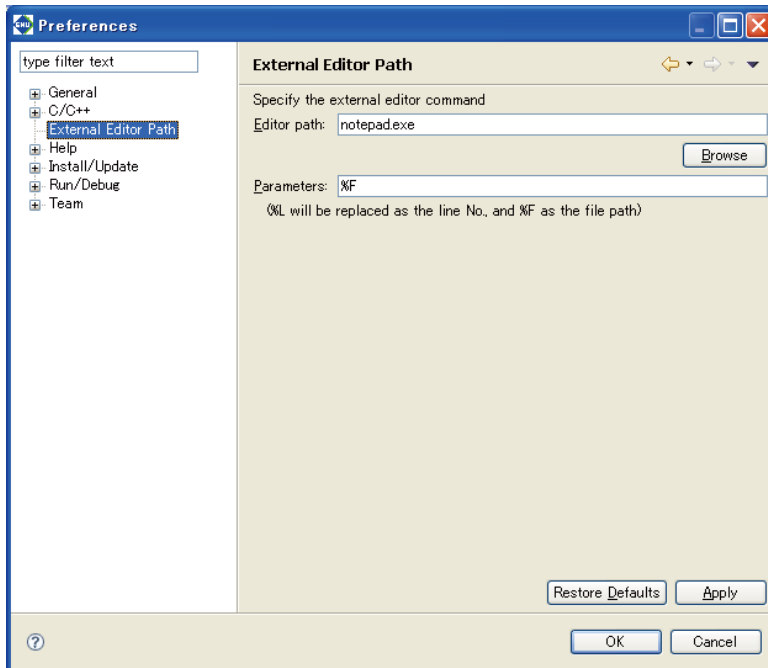 GNU Preferences
type filter text
General
C/C++
External Editor Path
Help
Install/Update
Run/Debug
Team
External Editor Path
Specify the external editor command
Editor path: notepad.exe
Browse
Parameters: %F
(%L will be replaced as the line No., and %F as the file path)
Restore Defaults Apply
? OK Cancel